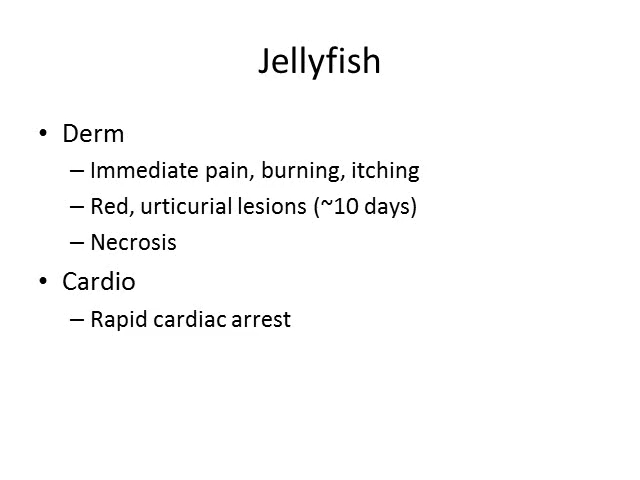 Jellyfish
• Derm
– Immediate pain, burning, itching
– Red, urticurial lesions (~10 days)
– Necrosis
• Cardio
– Rapid cardiac arrest